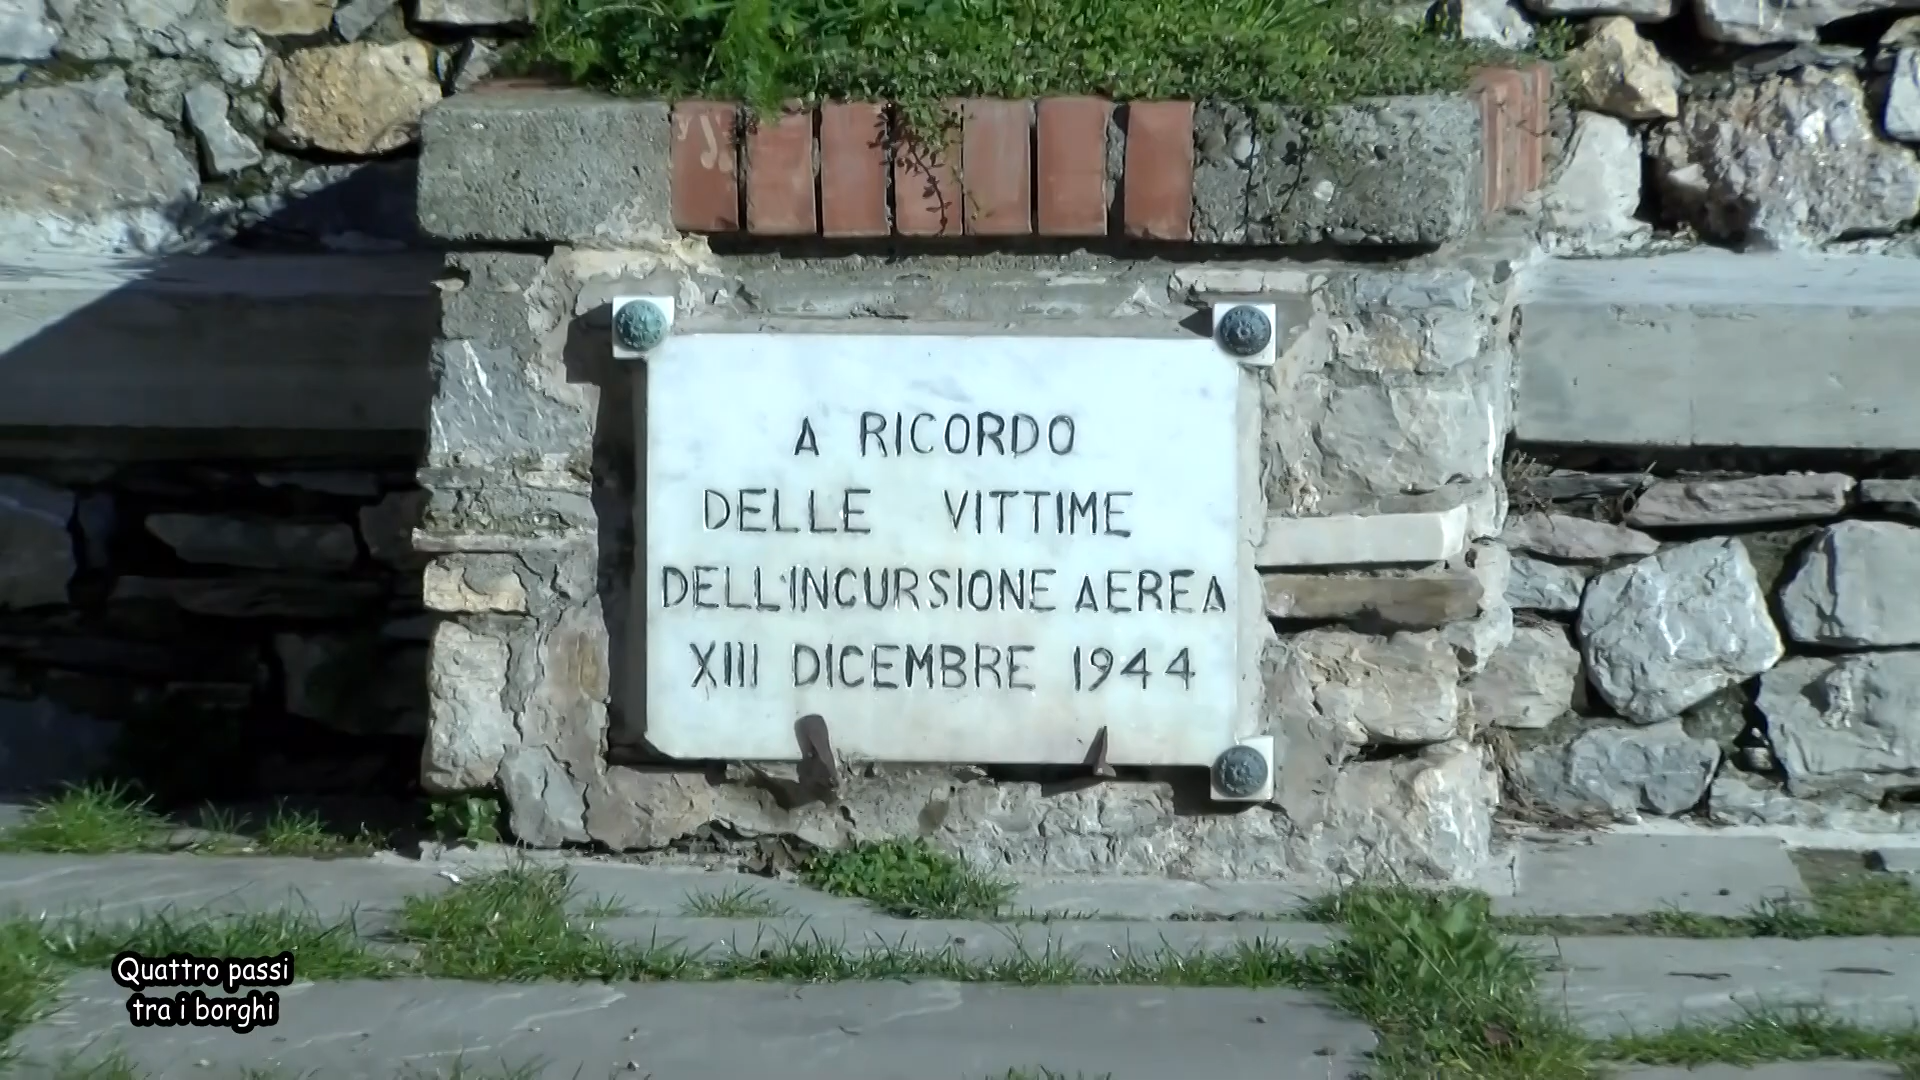 A RICORDO
DELLE VITTIME
DELL'INCURSIONE AEREA
XIII DICEMBRE 1944
Quattro passi
tra i borghi